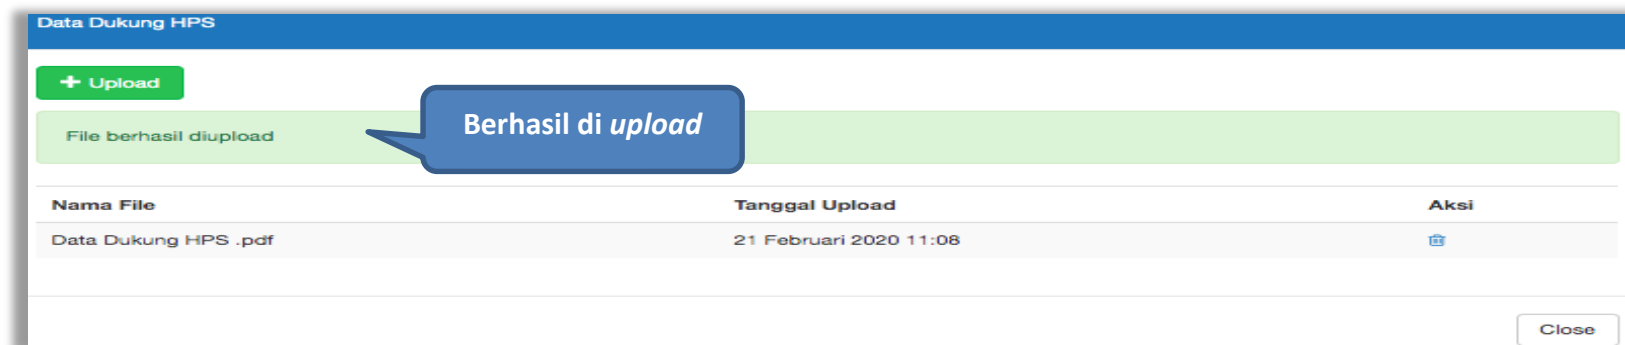 Data Dukung HPS
+ Upload
File berhasil diupload
Berhasil di upload
Nama File Tanggal Upload Aksi
Data Dukung HPS .pdf 21 Februari 2020 11:08
Close